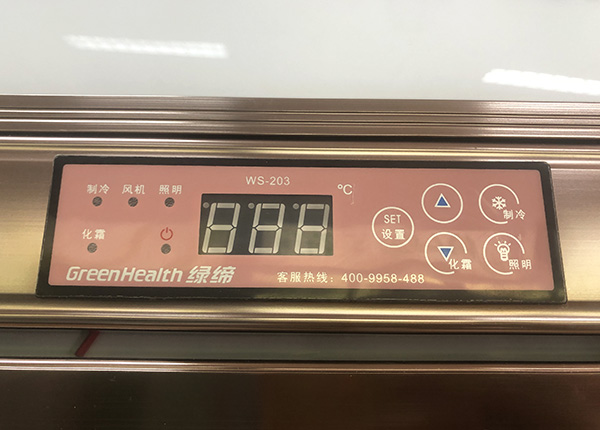 WS-203
制冷 风机 照明
°C
888
SET
设置
制冷
化霜
化霜
照明
GreenHealth 绿缔
客服热线：400-9958-488